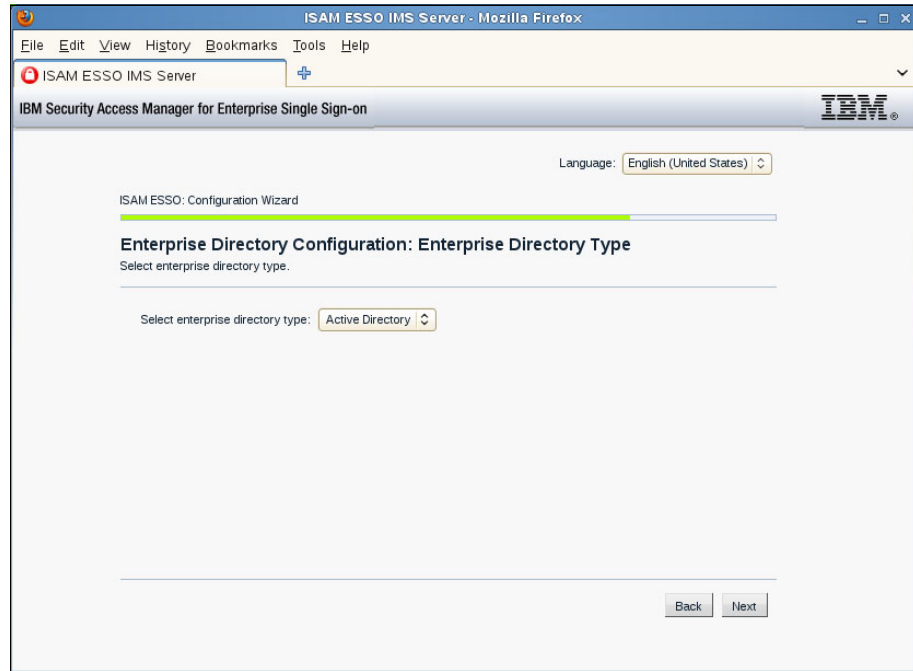 ISAM ESSO IMS Server - Mozilla Firefox
File Edit View History Bookmarks Tools Help
ISAM ESSO IMS Server
IBM Security Access Manager for Enterprise Single Sign-on
IBM®
Language: English (United States)
ISAM ESSO: Configuration Wizard
Enterprise Directory Configuration: Enterprise Directory Type
Select enterprise directory type.
Select enterprise directory type: Active Directory
Back Next